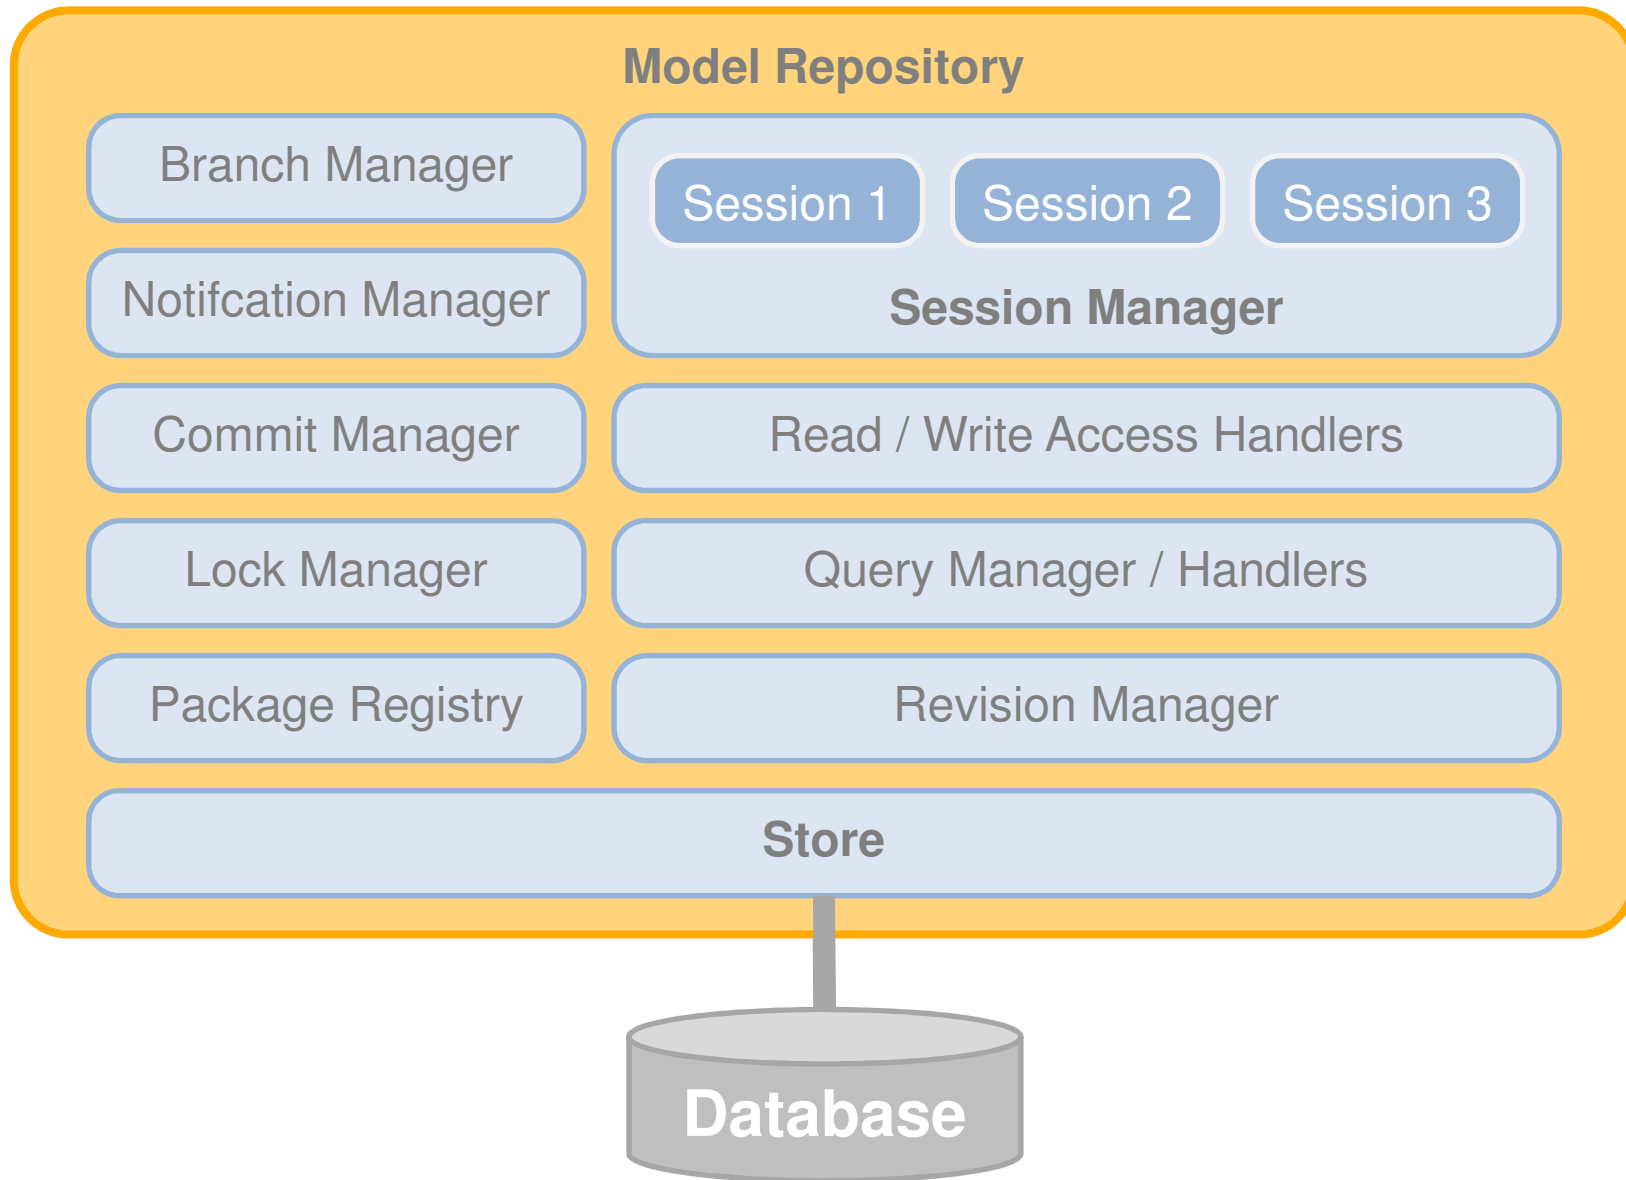 Model Repository
Branch Manager
Session 1
Session 2
Session 3
Notifcation Manager
Session Manager
Commit Manager
Read / Write Access Handlers
Lock Manager
Query Manager / Handlers
Package Registry
Revision Manager
Store
Database